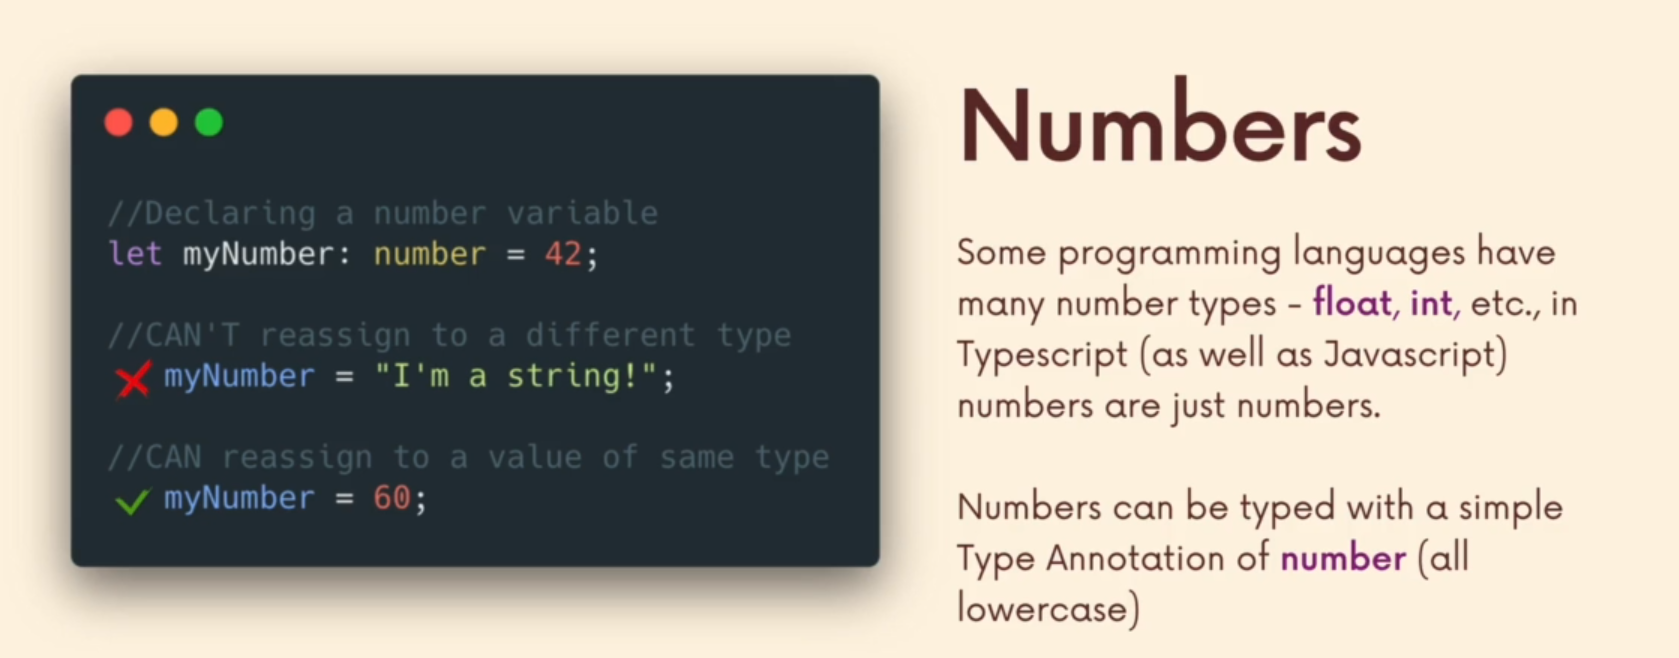 //Declaring a number variable
let myNumber: number = 42;
//CAN'T reassign to a different type
myNumber = "I'm a string!";
//CAN reassign to a value of same type
myNumber = 60;
Numbers
Some programming languages have
many number types - float, int, etc., in
Typescript (as well as Javascript)
numbers are just numbers.
Numbers can be typed with a simple
Type Annotation of number (all
lowercase)